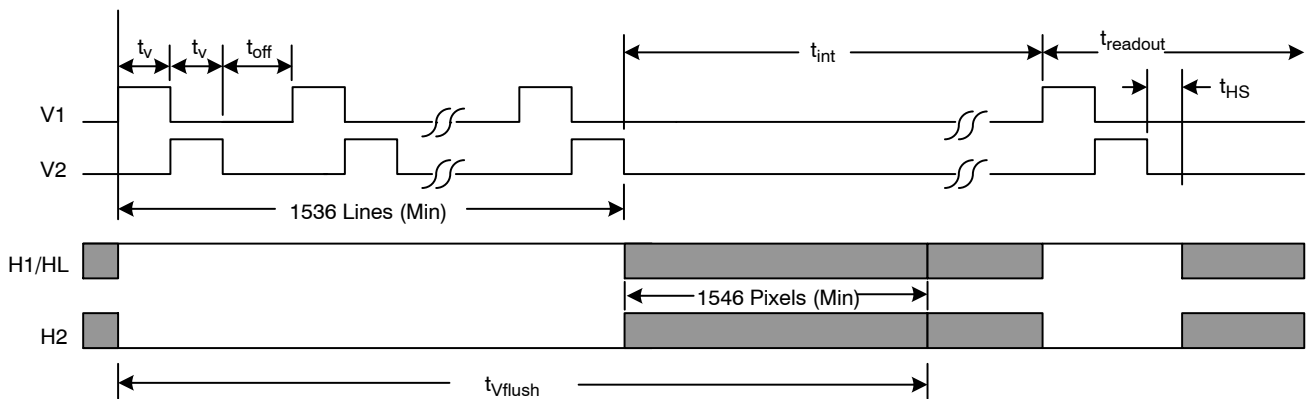 tv tv toff tint treadout
tHS
V1
V2
1536 Lines (Min)
H1/HL
1546 Pixels (Min)
H2
tVflush